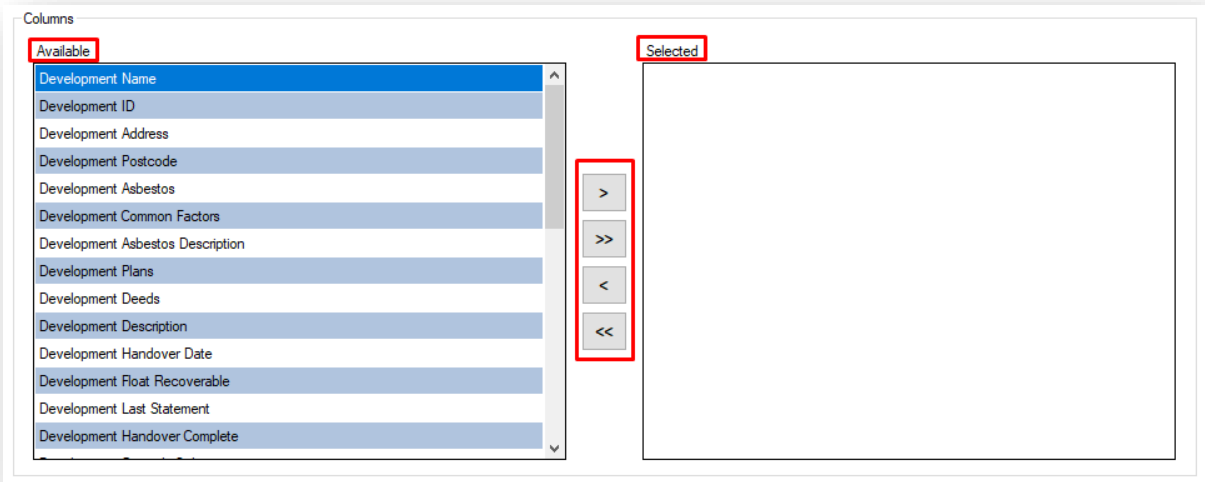 Columns
Available
Selected
Development Name
Development ID
Development Address
Development Postcode
Development Asbestos
Development Common Factors
Development Asbestos Description
Development Plans
Development Deeds
Development Description
Development Handover Date
Development Float Recoverable
Development Last Statement
Development Handover Complete
>
>>
<
<<